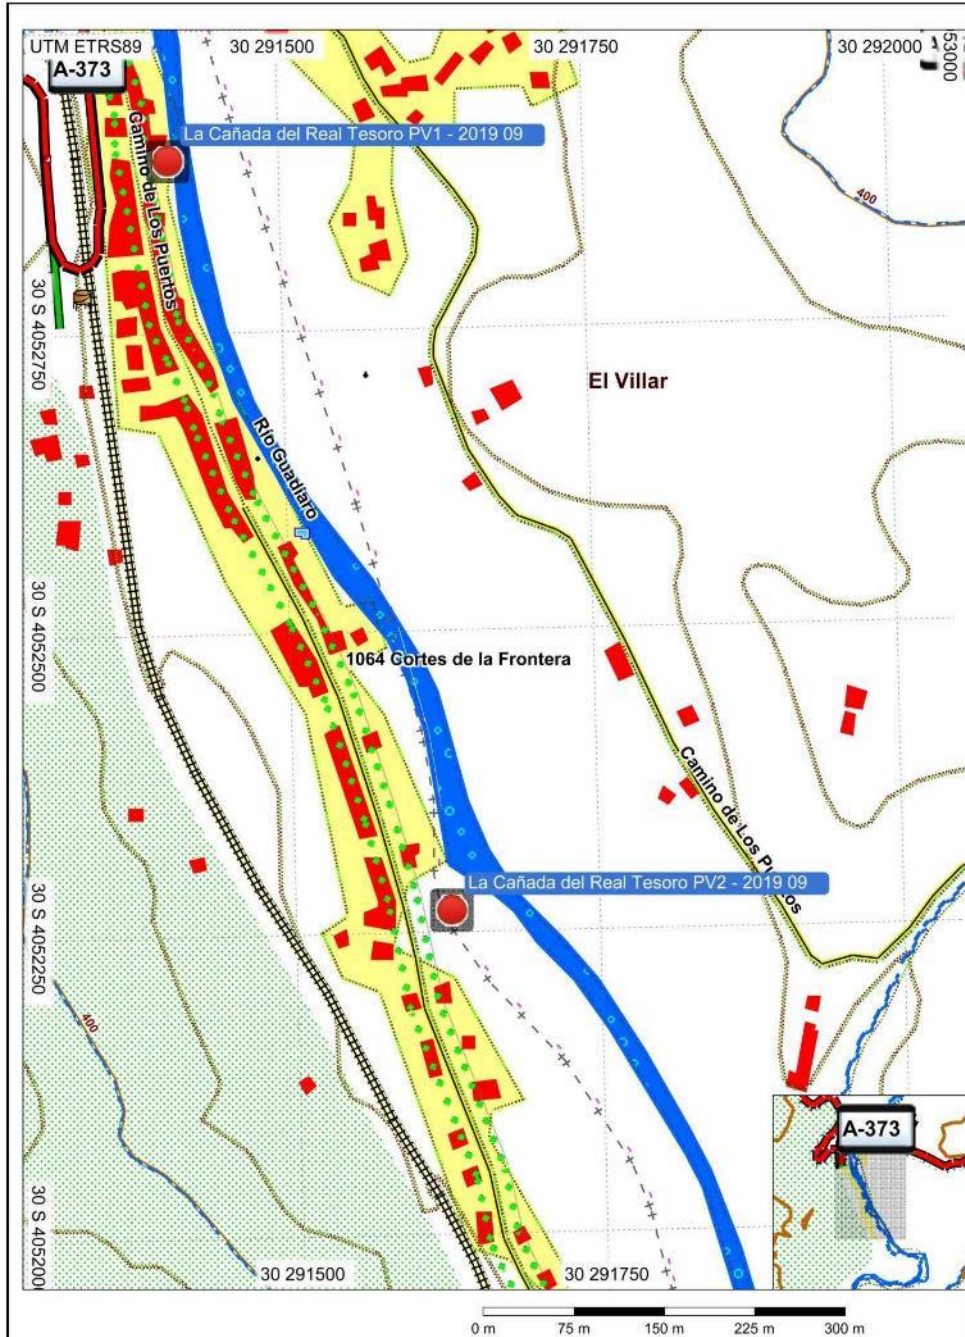 UTM ETRS89
30 291500
30 291750
30 292000
53000
A-373
La Cañada del Real Tesoro PV1 - 2019 09
Camino de Los Puertos
400
30 S 4052750
El Villar
Río Guadiaro
30 S 4052500
1064 Cortes de la Frontera
Camino de Los Puertos
La Cañada del Real Tesoro PV2 - 2019 09
30 S 4052250
400
A-373
30 S 4052000
30 291500
30 291750
0 m 75 m 150 m 225 m 300 m